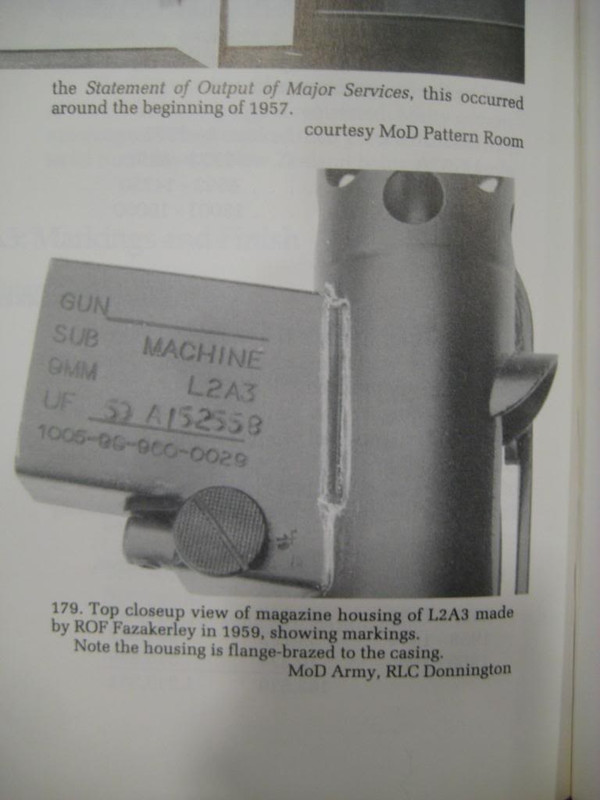 the Statement of Output of Major Services, this occurred
around the beginning of 1957.
courtesy MoD Pattern Room
GUN
SUB MACHINE
9MM L2A3
UF 59 A152558
1005-99-960-0029
179. Top closeup view of magazine housing of L2A3 made
by ROF Fazakerley in 1959, showing markings.
Note the housing is flange-brazed to the casing.
MoD Army, RLC Donnington